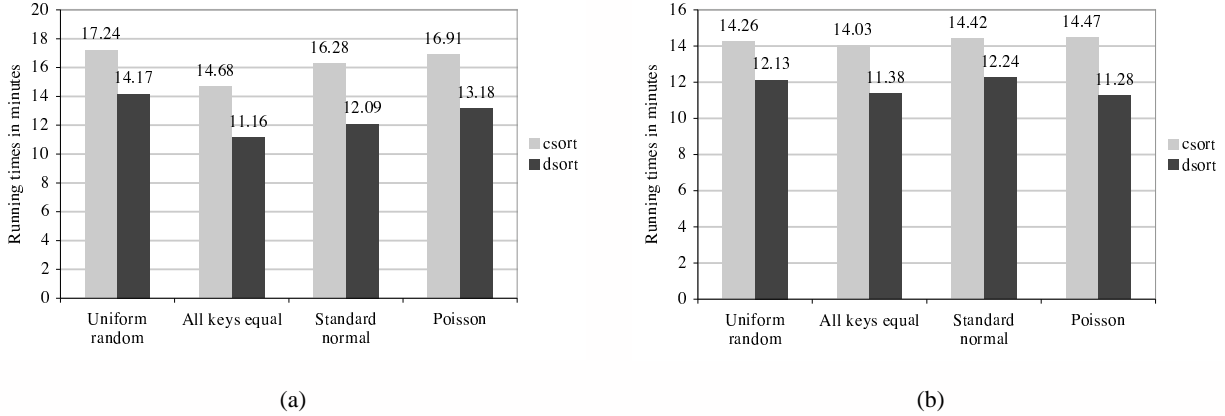 20
18
16
14
12
10
8
6
4
2
0
Running times in minutes
17.24
14.17
14.68
11.16
16.28
12.09
16.91
13.18
Uniform random
All keys equal
Standard normal
Poisson
csort
dsort
(a)
16
14
12
10
8
6
4
2
0
Running times in minutes
14.26
12.13
14.03
11.38
14.42
12.24
14.47
11.28
Uniform random
All keys equal
Standard normal
Poisson
csort
dsort
(b)